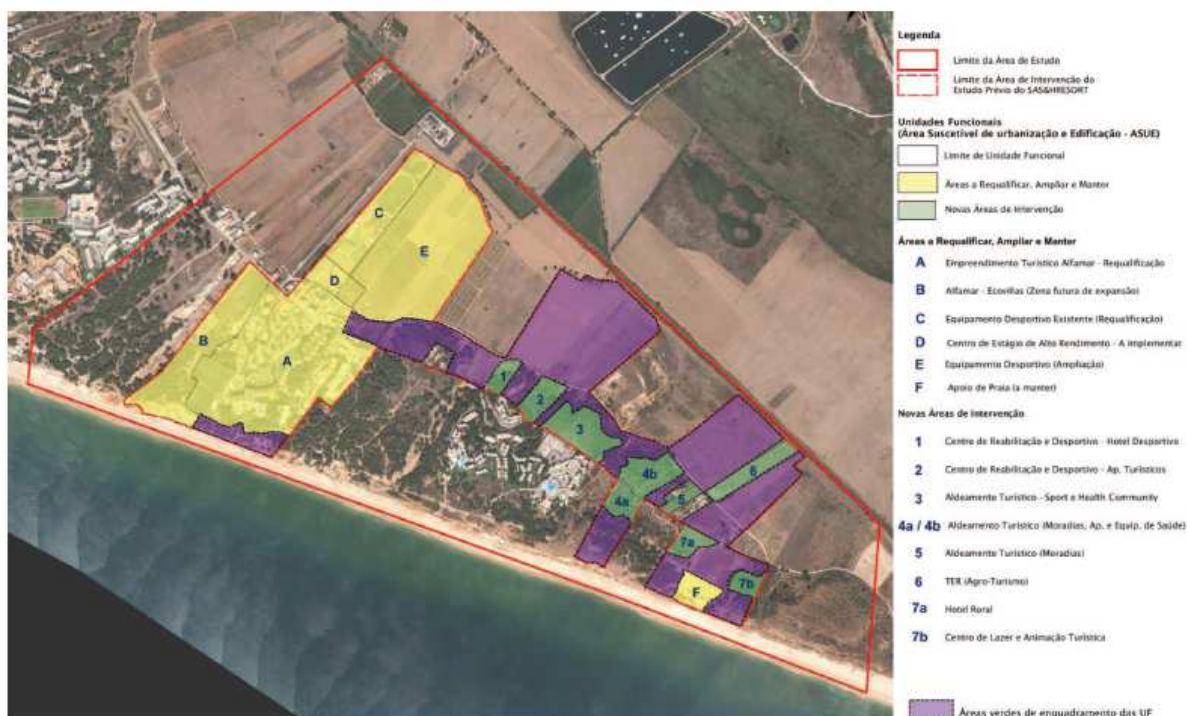 Legenda
Limite da Área de Estudo
Limite da Área de Intervenção do
Estudo Prévio do SAS&HRESORT
Unidades Funcionais
(Área Suscetível de urbanização e Edificação - ASUE)
Limite de Unidade Funcional
Áreas a Requalificar, Ampliar e Manter
Novas Áreas de Intervenção
Áreas a Requalificar, Ampliar e Manter
A Empreendimento Turístico Alfamar - Requalificação
B Alfamar - Ecovillas (Zona futura de expansão)
C Equipamento Desportivo Existente (Requalificação)
D Centro de Estágio de Alto Rendimento - A implementar
E Equipamento Desportivo (Ampliação)
F Apoio de Praia (a manter)
Novas Áreas de Intervenção
1 Centro de Reabilitação e Desportivo - Hotel Desportivo
2 Centro de Reabilitação e Desportivo - Ap. Turísticos
3 Aldeamento Turístico - Sport e Health Community
4a / 4b Aldeamento Turístico (Moradias, Ap. e Equip. de Saúde)
5 Aldeamento Turístico (Moradias)
6 TER (Agro-Turismo)
7a Hotel Rural
7b Centro de Lazer e Animação Turística
Áreas verdes de enquadramento das UF
C
E
D
B
A
1
2
3
4b
6
5
4a
7a
7b
F